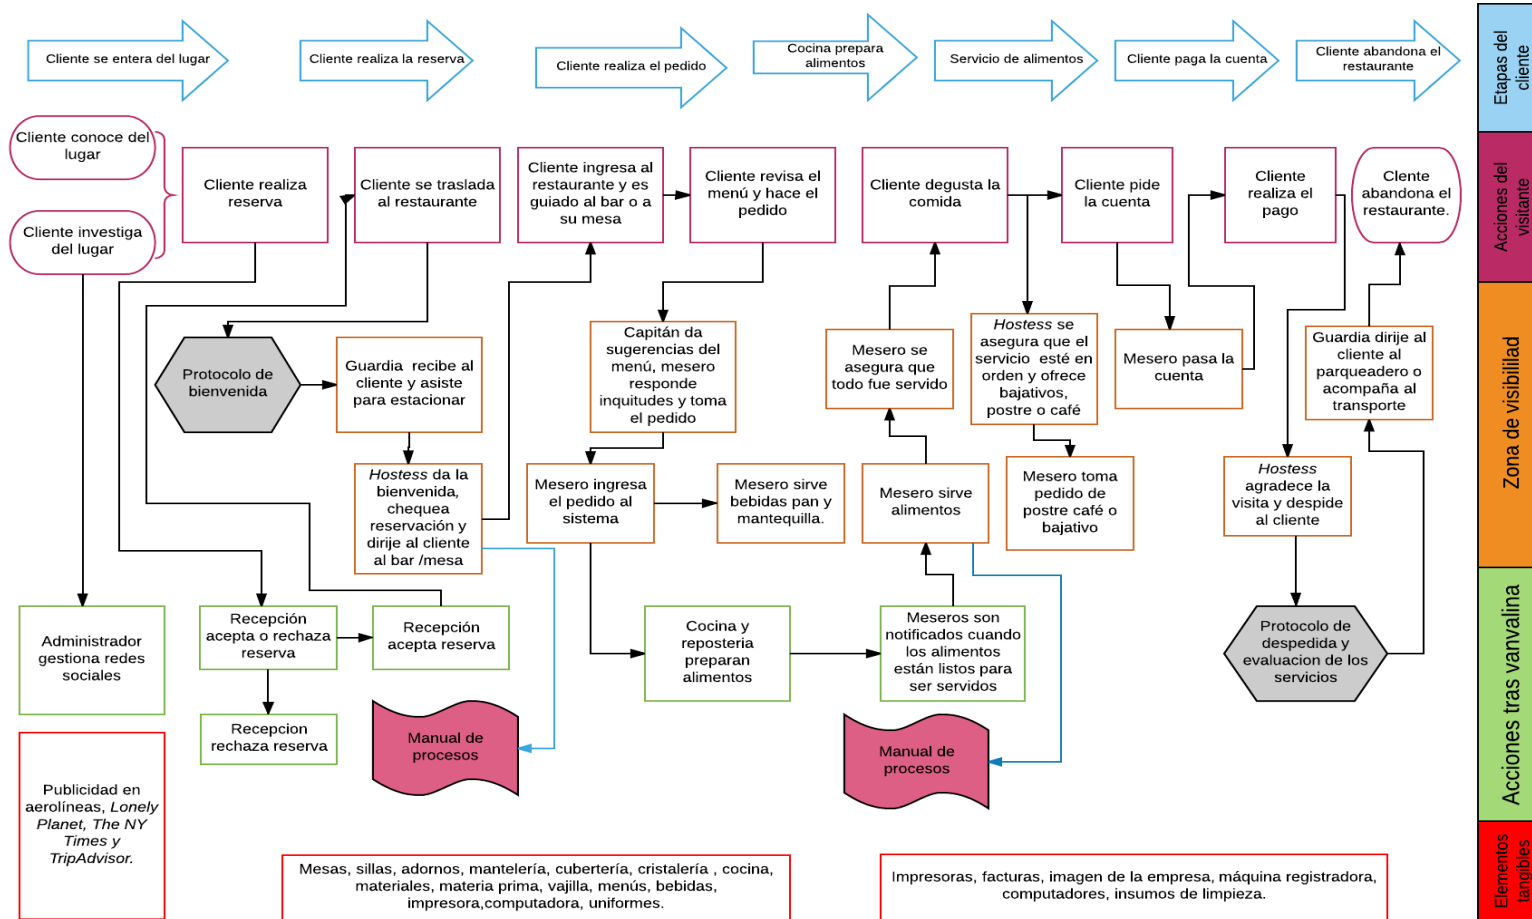 Cliente se entera del lugar
Cliente realiza la reserva
Cliente realiza el pedido
Cocina prepara
alimentos
Servicio de alimentos
Cliente paga la cuenta
Cliente abandona el
restaurante
Etapas del
cliente
Cliente conoce del
lugar
Cliente investiga
del lugar
Cliente realiza
reserva
Cliente se traslada
al restaurante
Cliente ingresa al
restaurante y es
guiado al bar o a
su mesa
Cliente revisa el
menú y hace el
pedido
Cliente degusta la
comida
Cliente pide
la cuenta
Cliente
realiza el
pago
Clente
abandona el
restaurante.
Acciones del
visitante
Protocolo de
bienvenida
Guardia recibe al
cliente y asiste
para estacionar
Hostess da la
bienvenida,
chequea
reservación y
dirije al cliente
al bar /mesa
Capitán da
sugerencias del
menú, mesero
responde
inquitudes y toma
el pedido
Mesero ingresa
el pedido al
sistema
Mesero sirve
bebidas pan y
mantequilla.
Mesero se
asegura que
todo fue servido
Mesero sirve
alimentos
Hostess se
asegura que el
servicio esté en
orden y ofrece
bajativos,
postre o café
Mesero toma
pedido de
postre café o
bajativo
Mesero pasa la
cuenta
Hostess
agradece la
visita y despide
al cliente
Guardia dirije al
cliente al
parqueadero o
acompaña al
transporte
Zona de visibililad
Administrador
gestiona redes
sociales
Recepción
acepta o rechaza
reserva
Recepción
acepta reserva
Recepcion
rechaza reserva
Manual de
procesos
Cocina y
reposteria
preparan
alimentos
Meseros son
notificados cuando
los alimentos
están listos para
ser servidos
Manual de
procesos
Protocolo de
despedida y
evaluacion de los
servicios
Acciones tras vanvalina
Publicidad en
aerolíneas, Lonely
Planet, The NY
Times y
TripAdvisor.
Mesas, sillas, adornos, mantelería, cubertería, cristalería , cocina,
materiales, materia prima, vajilla, menús, bebidas,
impresora,computadora, uniformes.
Impresoras, facturas, imagen de la empresa, máquina registradora,
computadores, insumos de limpieza.
Elementos
tangibles